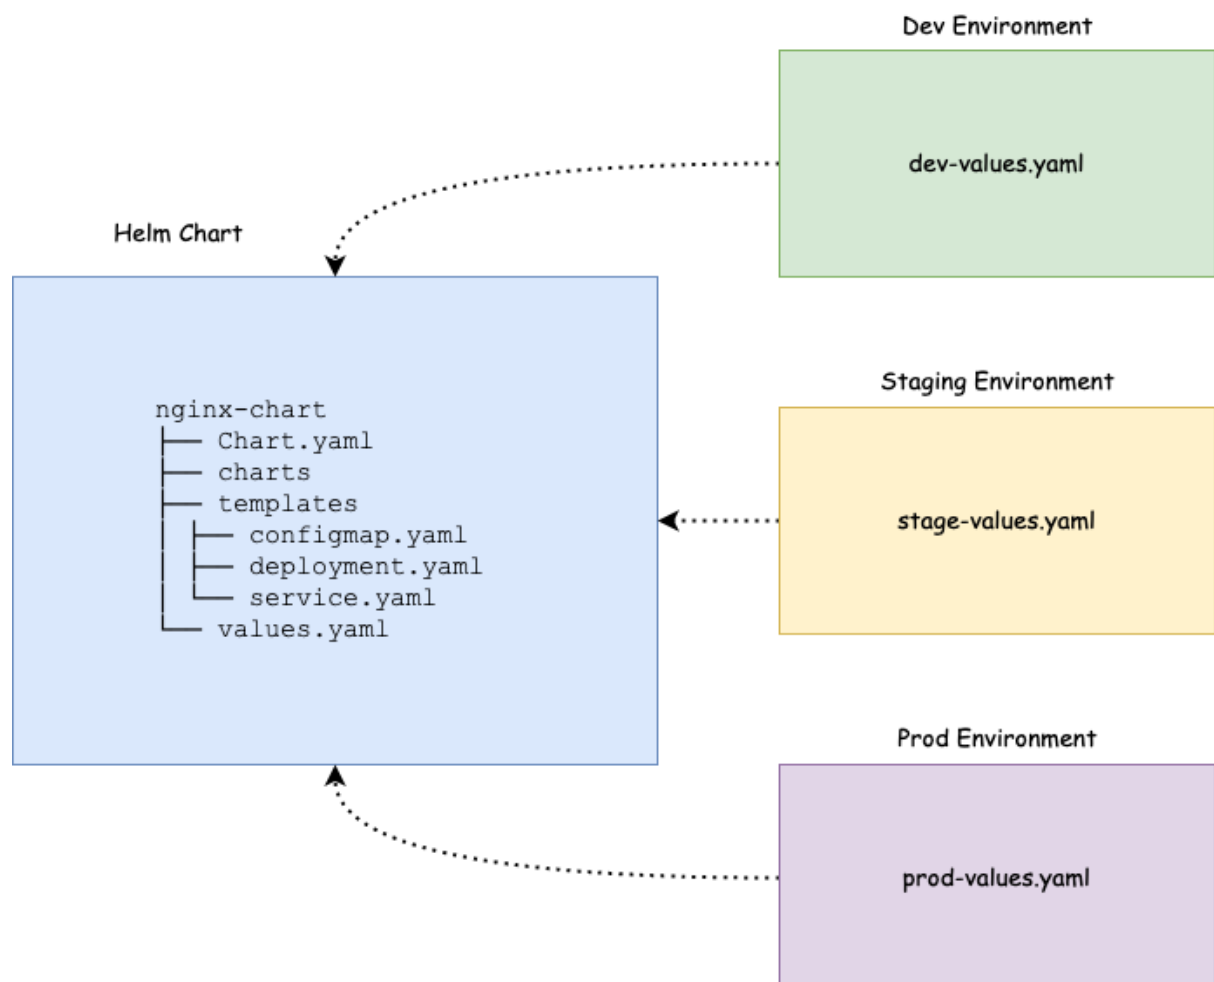 Dev Environment
dev-values.yaml
Helm Chart
nginx-chart
├── Chart.yaml
├── charts
├── templates
│ ├── configmap.yaml
│ ├── deployment.yaml
│ └── service.yaml
└── values.yaml
Staging Environment
stage-values.yaml
Prod Environment
prod-values.yaml